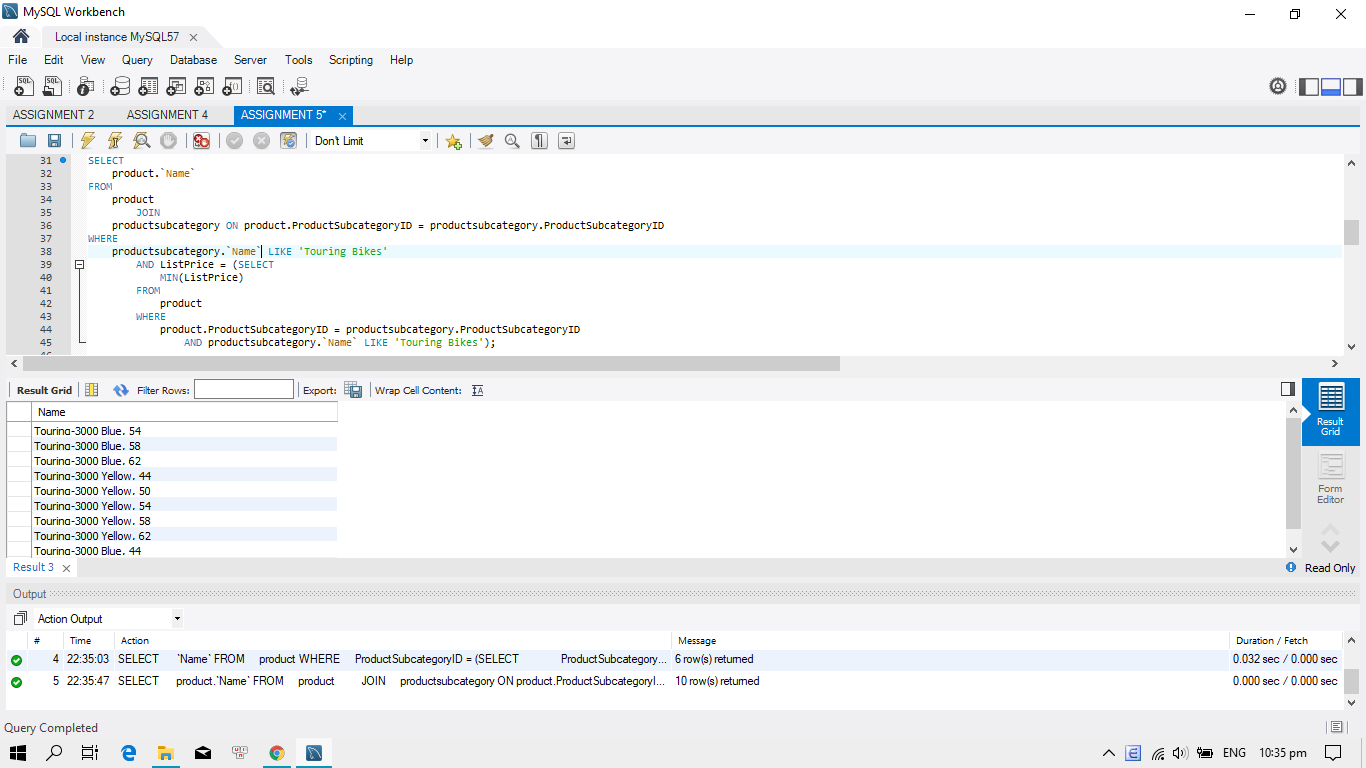 MySQL Workbench
Local instance MySQL57
File Edit View Query Database Server Tools Scripting Help
ASSIGNMENT 2 ASSIGNMENT 4 ASSIGNMENT 5*
Don't Limit
31 SELECT
32 product.`Name`
33 FROM
34 product
35 JOIN
36 productsubcategory ON product.ProductSubcategoryID = productsubcategory.ProductSubcategoryID
37 WHERE
38 productsubcategory.`Name` LIKE 'Touring Bikes'
39 AND ListPrice = (SELECT
40 MIN(ListPrice)
41 FROM
42 product
43 WHERE
44 product.ProductSubcategoryID = productsubcategory.ProductSubcategoryID
45 AND productsubcategory.`Name` LIKE 'Touring Bikes');
Result Grid Filter Rows: Export: Wrap Cell Content:
Name
Touring-3000 Blue, 54
Touring-3000 Blue, 58
Touring-3000 Blue, 62
Touring-3000 Yellow, 44
Touring-3000 Yellow, 50
Touring-3000 Yellow, 54
Touring-3000 Yellow, 58
Touring-3000 Yellow, 62
Touring-3000 Blue, 44
Result
Grid
Form
Editor
Result 3
Read Only
Output
Action Output
# Time Action Message Duration / Fetch
4 22:35:03 SELECT `Name` FROM product WHERE ProductSubcategoryID = (SELECT ProductSubcategory... 6 row(s) returned 0.032 sec / 0.000 sec
5 22:35:47 SELECT product.`Name` FROM product JOIN productsubcategory ON product.ProductSubcategoryI... 10 row(s) returned 0.000 sec / 0.000 sec
Query Completed
ENG 10:35 pm